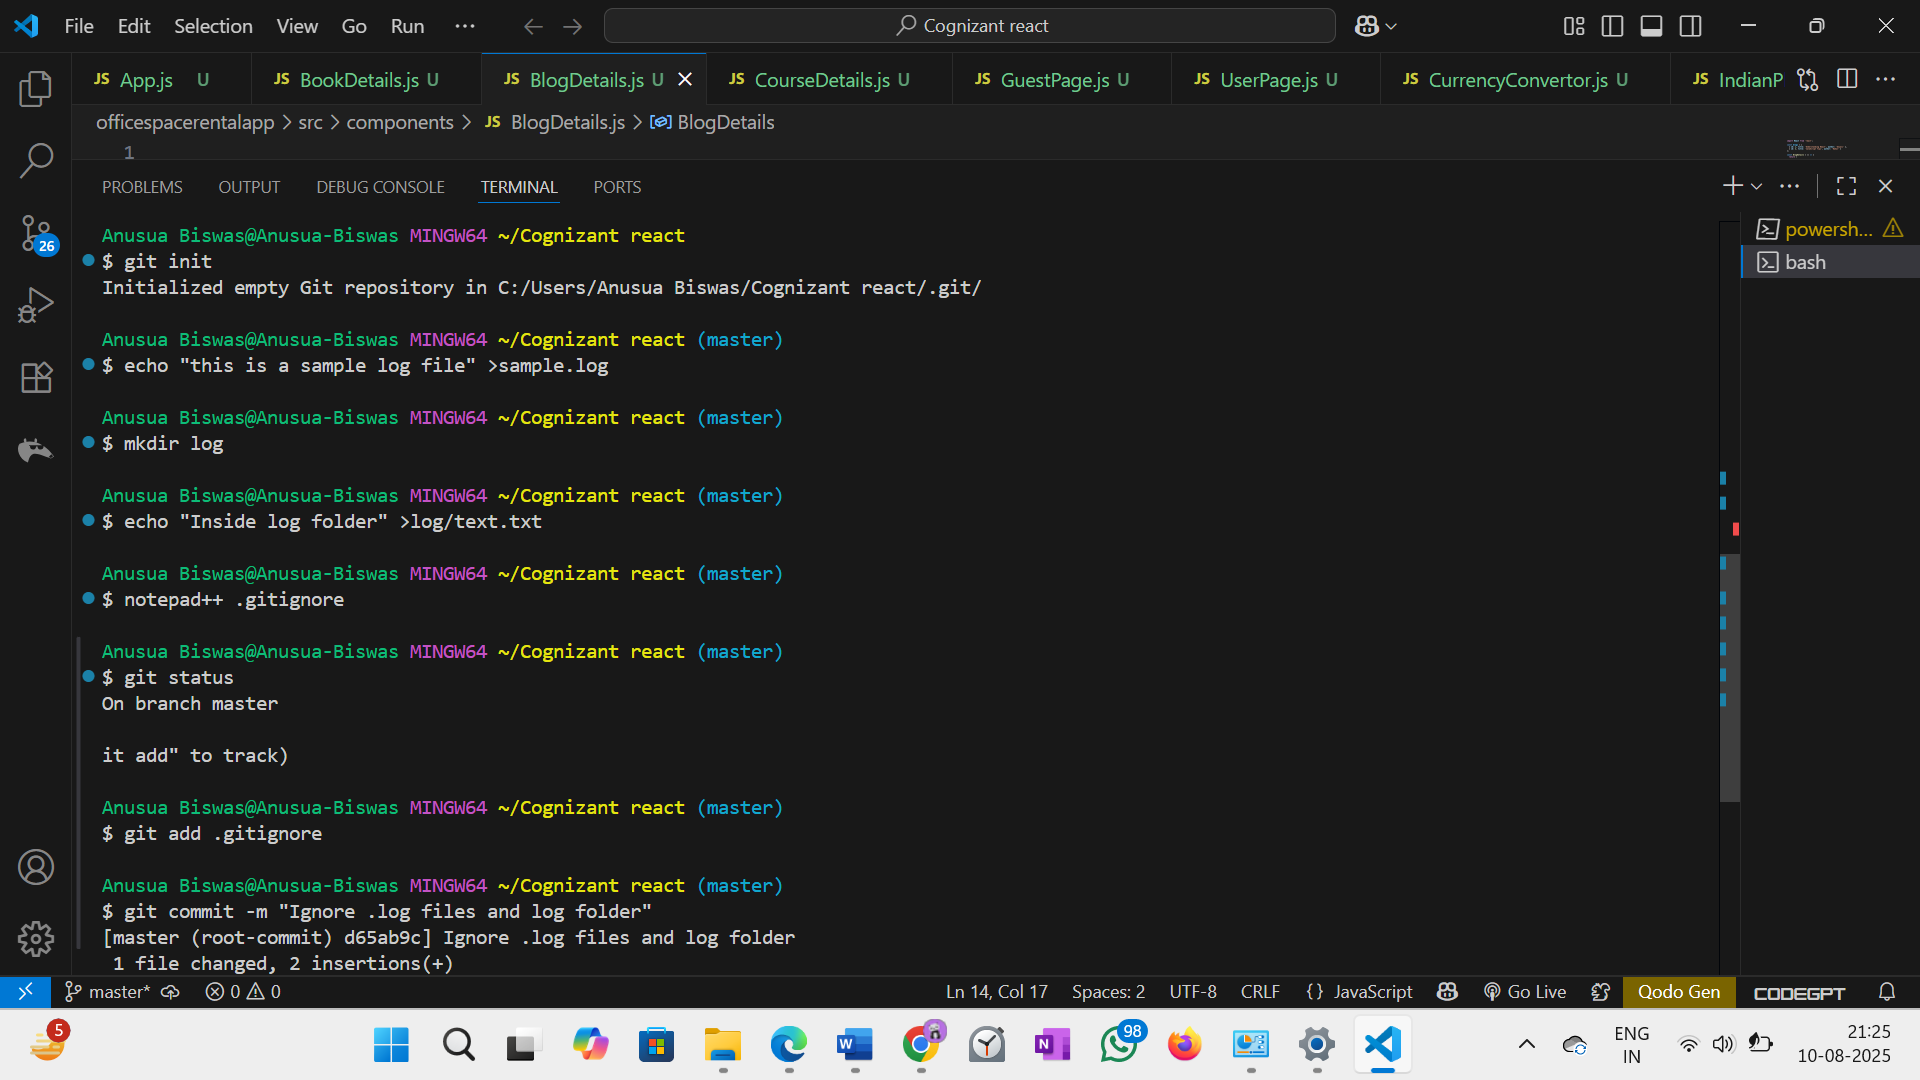 File Edit Selection View Go Run ··· Cognizant react
JS App.js U JS BookDetails.js U JS BlogDetails.js U JS CourseDetails.js U JS GuestPage.js U JS UserPage.js U JS CurrencyConvertor.js U JS IndianP
officespacerentalapp > src > components > JS BlogDetails.js > BlogDetails
1
PROBLEMS OUTPUT DEBUG CONSOLE TERMINAL PORTS
powersh...
bash
Anusua Biswas@Anusua-Biswas MINGW64 ~/Cognizant react
$ git init
Initialized empty Git repository in C:/Users/Anusua Biswas/Cognizant react/.git/
Anusua Biswas@Anusua-Biswas MINGW64 ~/Cognizant react (master)
$ echo "this is a sample log file" >sample.log
Anusua Biswas@Anusua-Biswas MINGW64 ~/Cognizant react (master)
$ mkdir log
Anusua Biswas@Anusua-Biswas MINGW64 ~/Cognizant react (master)
$ echo "Inside log folder" >log/text.txt
Anusua Biswas@Anusua-Biswas MINGW64 ~/Cognizant react (master)
$ notepad++ .gitignore
Anusua Biswas@Anusua-Biswas MINGW64 ~/Cognizant react (master)
$ git status
On branch master
it add" to track)
Anusua Biswas@Anusua-Biswas MINGW64 ~/Cognizant react (master)
$ git add .gitignore
Anusua Biswas@Anusua-Biswas MINGW64 ~/Cognizant react (master)
$ git commit -m "Ignore .log files and log folder"
[master (root-commit) d65ab9c] Ignore .log files and log folder
1 file changed, 2 insertions(+)
26
master* 0 0 Ln 14, Col 17 Spaces: 2 UTF-8 CRLF {} JavaScript Go Live Qodo Gen CODEGPT
5 98 ENG 21:25
IN 10-08-2025